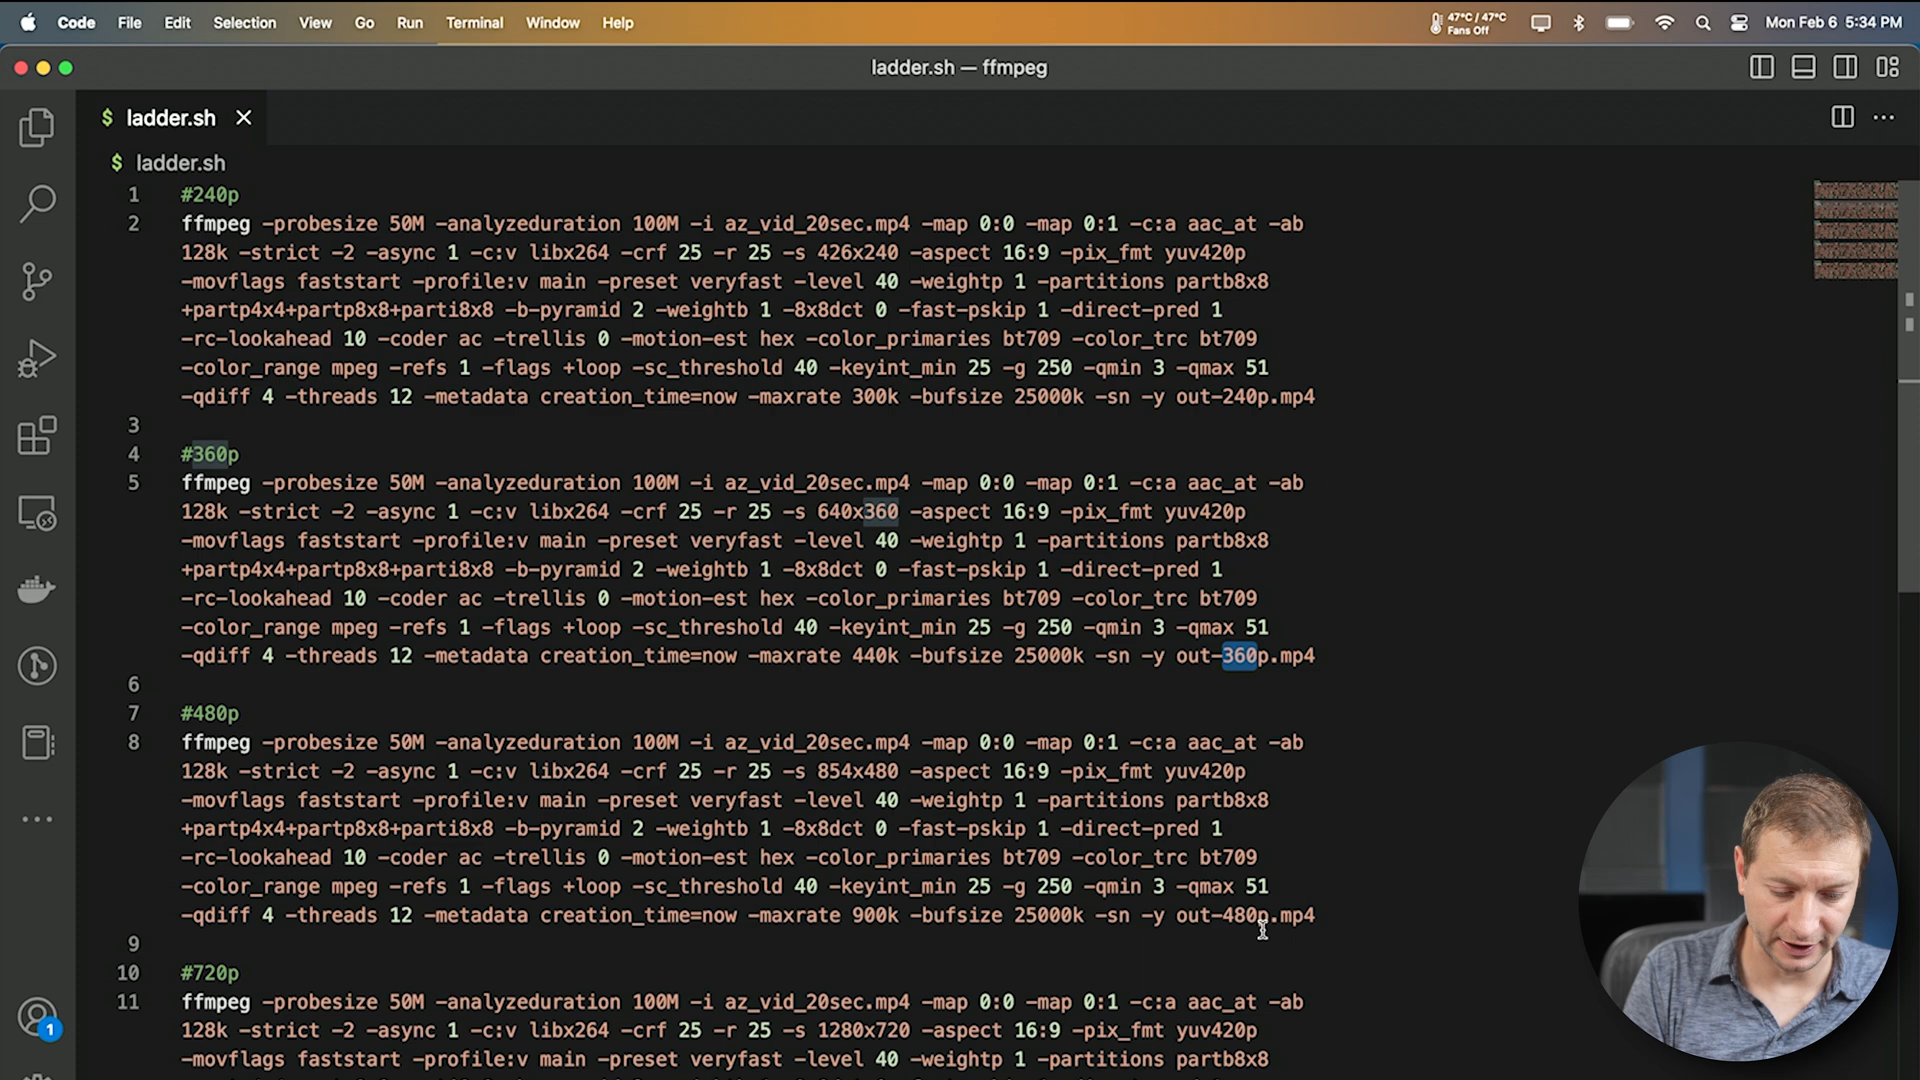 Code File Edit Selection View Go Run Terminal Window Help 47°C / 47°C Fans Off Mon Feb 6 5:34 PM
ladder.sh — ffmpeg
$ ladder.sh
$ ladder.sh
1 #240p
2 ffmpeg -probesize 50M -analyzeduration 100M -i az_vid_20sec.mp4 -map 0:0 -map 0:1 -c:a aac_at -ab
128k -strict -2 -async 1 -c:v libx264 -crf 25 -r 25 -s 426x240 -aspect 16:9 -pix_fmt yuv420p
-movflags faststart -profile:v main -preset veryfast -level 40 -weightp 1 -partitions partb8x8
+partp4x4+partp8x8+parti8x8 -b-pyramid 2 -weightb 1 -8x8dct 0 -fast-pskip 1 -direct-pred 1
-rc-lookahead 10 -coder ac -trellis 0 -motion-est hex -color_primaries bt709 -color_trc bt709
-color_range mpeg -refs 1 -flags +loop -sc_threshold 40 -keyint_min 25 -g 250 -qmin 3 -qmax 51
-qdiff 4 -threads 12 -metadata creation_time=now -maxrate 300k -bufsize 25000k -sn -y out-240p.mp4
3
4 #360p
5 ffmpeg -probesize 50M -analyzeduration 100M -i az_vid_20sec.mp4 -map 0:0 -map 0:1 -c:a aac_at -ab
128k -strict -2 -async 1 -c:v libx264 -crf 25 -r 25 -s 640x360 -aspect 16:9 -pix_fmt yuv420p
-movflags faststart -profile:v main -preset veryfast -level 40 -weightp 1 -partitions partb8x8
+partp4x4+partp8x8+parti8x8 -b-pyramid 2 -weightb 1 -8x8dct 0 -fast-pskip 1 -direct-pred 1
-rc-lookahead 10 -coder ac -trellis 0 -motion-est hex -color_primaries bt709 -color_trc bt709
-color_range mpeg -refs 1 -flags +loop -sc_threshold 40 -keyint_min 25 -g 250 -qmin 3 -qmax 51
-qdiff 4 -threads 12 -metadata creation_time=now -maxrate 440k -bufsize 25000k -sn -y out-360p.mp4
6
7 #480p
8 ffmpeg -probesize 50M -analyzeduration 100M -i az_vid_20sec.mp4 -map 0:0 -map 0:1 -c:a aac_at -ab
128k -strict -2 -async 1 -c:v libx264 -crf 25 -r 25 -s 854x480 -aspect 16:9 -pix_fmt yuv420p
-movflags faststart -profile:v main -preset veryfast -level 40 -weightp 1 -partitions partb8x8
+partp4x4+partp8x8+parti8x8 -b-pyramid 2 -weightb 1 -8x8dct 0 -fast-pskip 1 -direct-pred 1
-rc-lookahead 10 -coder ac -trellis 0 -motion-est hex -color_primaries bt709 -color_trc bt709
-color_range mpeg -refs 1 -flags +loop -sc_threshold 40 -keyint_min 25 -g 250 -qmin 3 -qmax 51
-qdiff 4 -threads 12 -metadata creation_time=now -maxrate 900k -bufsize 25000k -sn -y out-480p.mp4
9
10 #720p
11 ffmpeg -probesize 50M -analyzeduration 100M -i az_vid_20sec.mp4 -map 0:0 -map 0:1 -c:a aac_at -ab
128k -strict -2 -async 1 -c:v libx264 -crf 25 -r 25 -s 1280x720 -aspect 16:9 -pix_fmt yuv420p
1
-movflags faststart -profile:v main -preset veryfast -level 40 -weightp 1 -partitions partb8x8